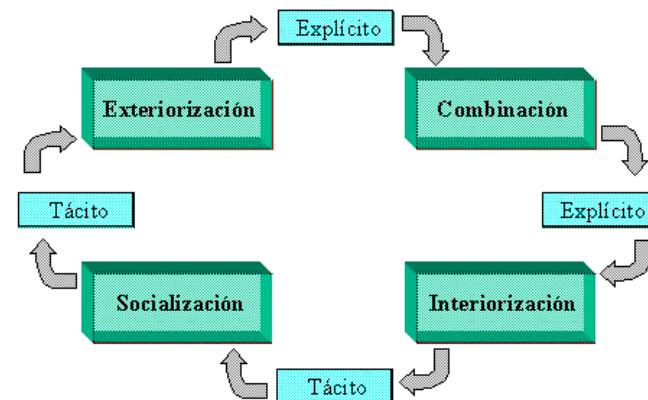 Explícito
Exteriorización
Combinación
Tácito
Explícito
Socialización
Interiorización
Tácito